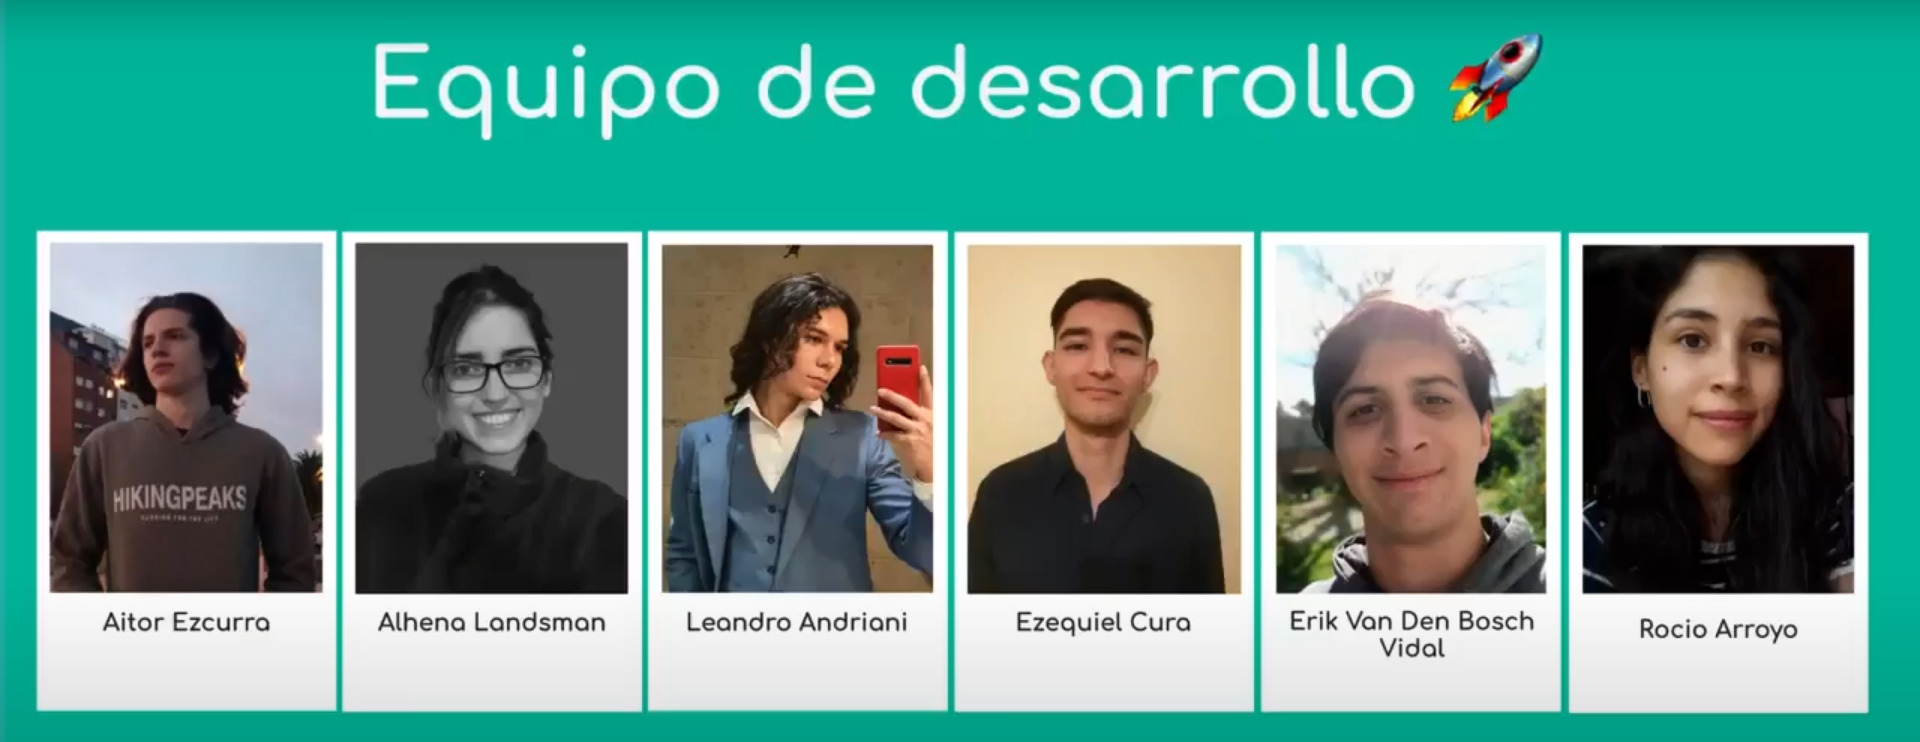 Equipo de desarrollo 🚀
HIKINGPEAKS
Aitor Ezcurra
Alhena Landsman
Leandro Andriani
Ezequiel Cura
Erik Van Den Bosch
Vidal
Rocio Arroyo